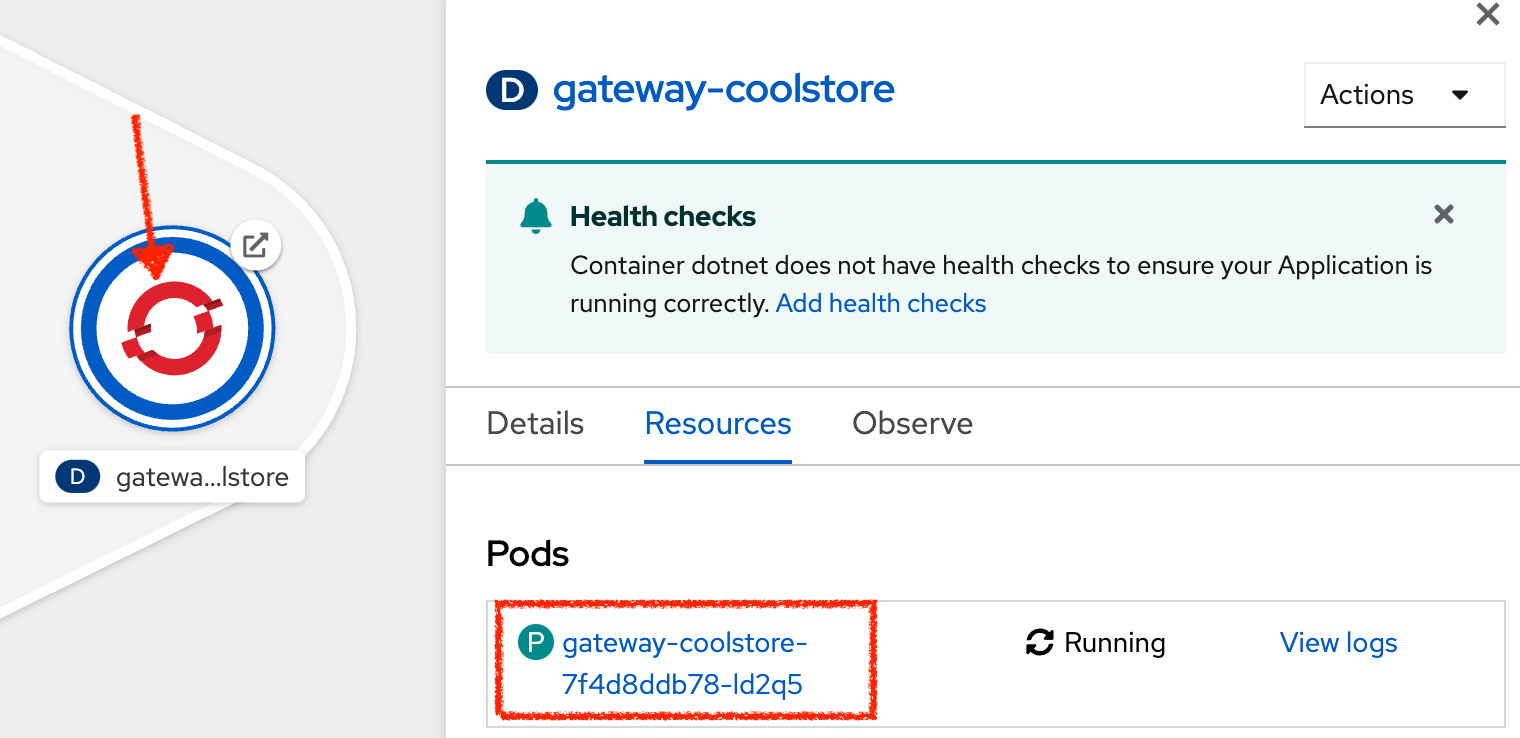 D gatewa...lstore
D gateway-coolstore
Actions
Health checks
Container dotnet does not have health checks to ensure your Application is
running correctly. Add health checks
Details Resources Observe
Pods
P gateway-coolstore-
7f4d8ddb78-ld2q5
Running
View logs